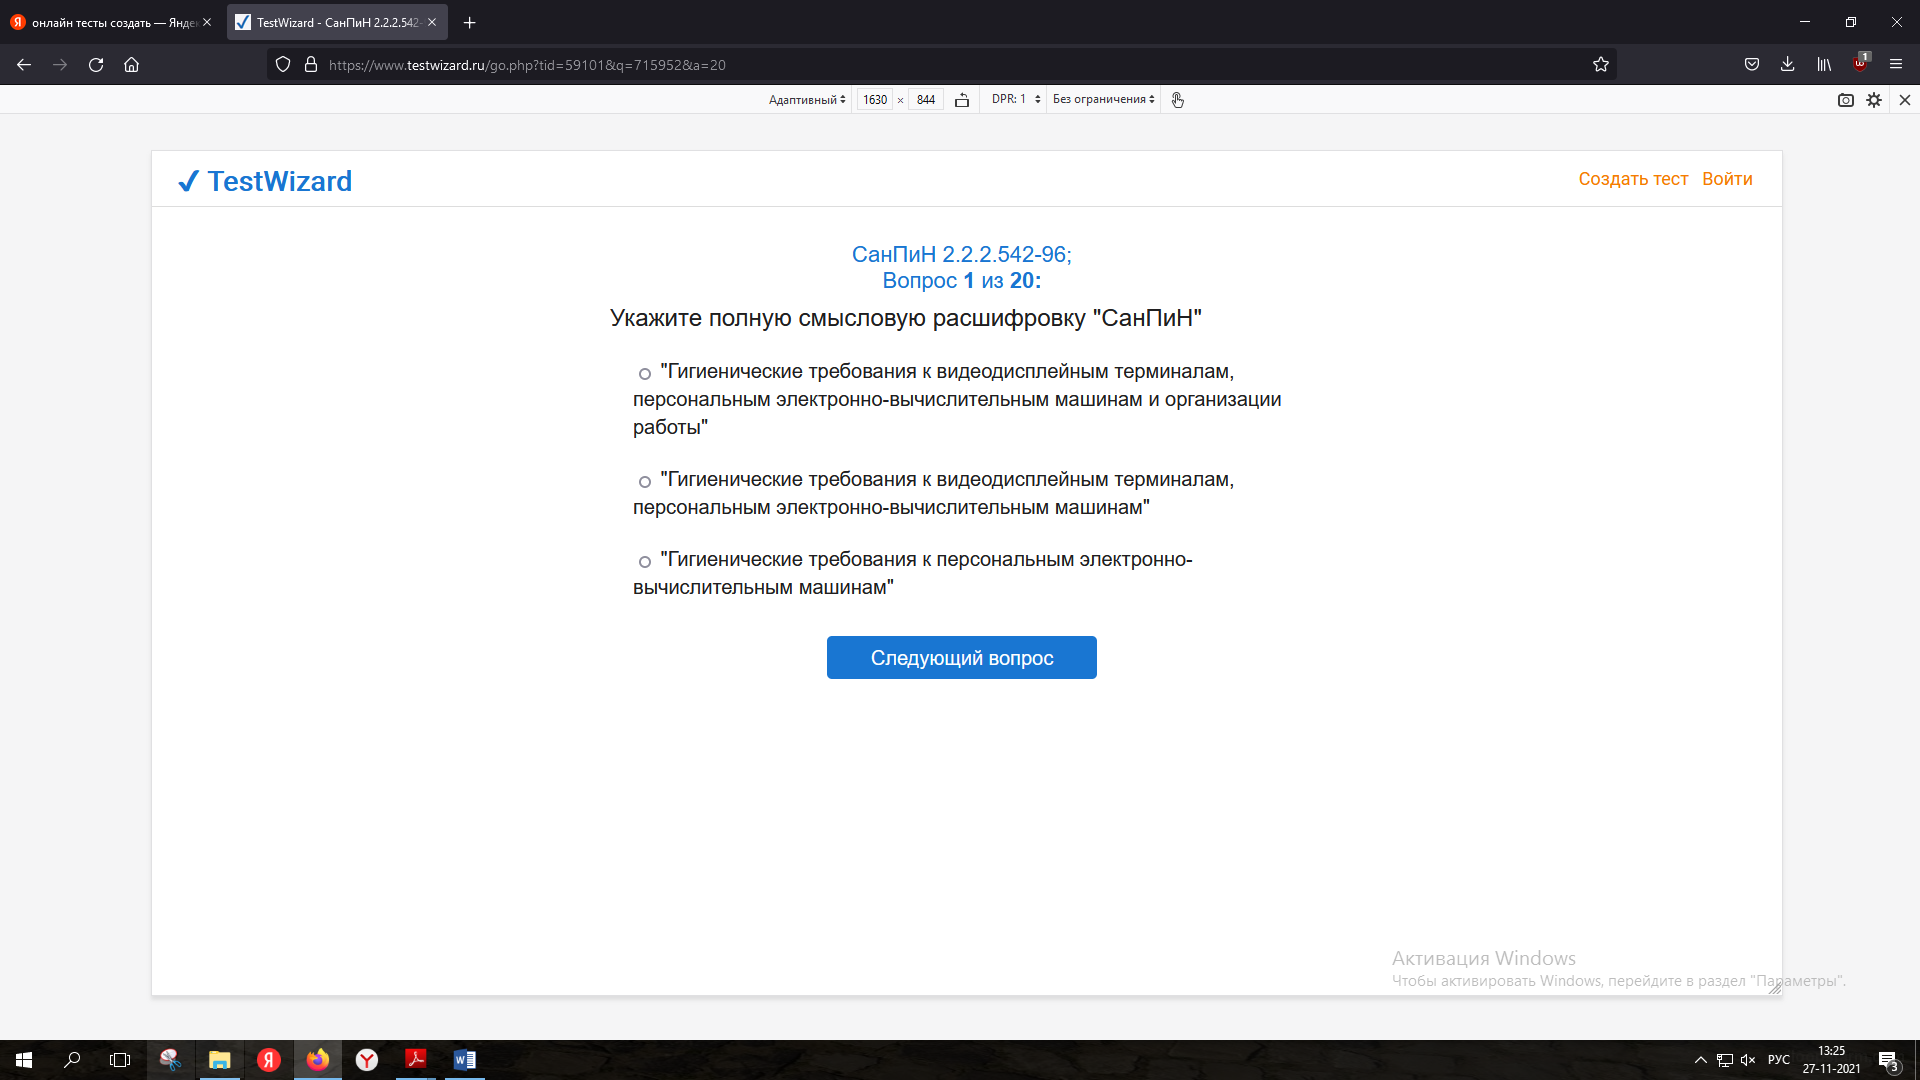 онлайн тесты создать — Яндек
TestWizard - СанПиН 2.2.2.542-
https://www.testwizard.ru/go.php?tid=59101&q=715952&a=20
1
Адаптивный 1630 × 844 DPR: 1 Без ограничения
TestWizard
Создать тест Войти
СанПиН 2.2.2.542-96;
Вопрос 1 из 20:
Укажите полную смысловую расшифровку "СанПиН"
"Гигиенические требования к видеодисплейным терминалам,
персональным электронно-вычислительным машинам и организации
работы"
"Гигиенические требования к видеодисплейным терминалам,
персональным электронно-вычислительным машинам"
"Гигиенические требования к персональным электронно-
вычислительным машинам"
Следующий вопрос
Активация Windows
Чтобы активировать Windows, перейдите в раздел "Параметры".
РУС
13:25
27-11-2021
3